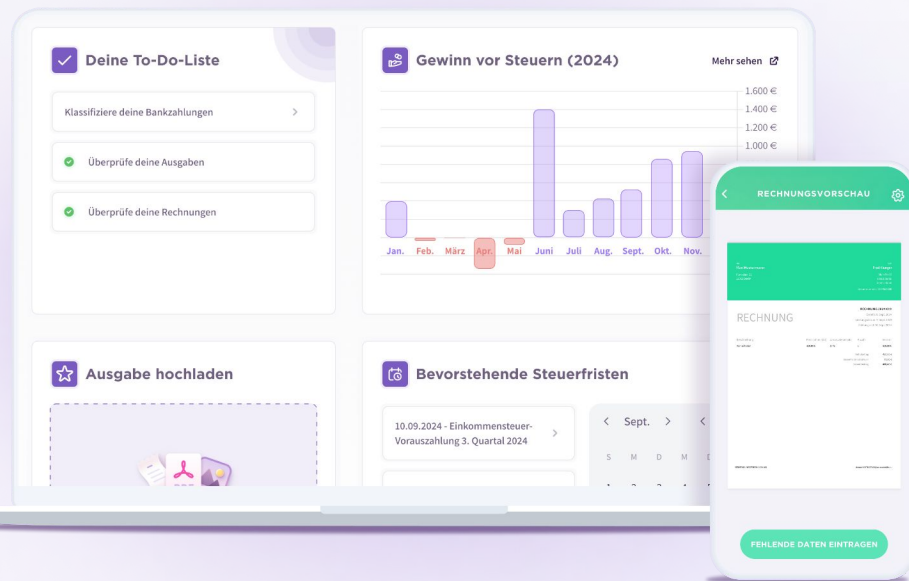 Deine To-Do-Liste
Klassifiziere deine Bankzahlungen
Überprüfe deine Ausgaben
Überprüfe deine Rechnungen
Gewinn vor Steuern (2024)
Mehr sehen
1.600 €
1.400 €
1.200 €
1.000 €
Jan. Feb. März Apr. Mai Juni Juli Aug. Sept. Okt. Nov.
Ausgabe hochladen
Bevorstehende Steuerfristen
10.09.2024 - Einkommensteuer-
Vorauszahlung 3. Quartal 2024
Sept.
S M D M
RECHNUNGSVORSCHAU
RECHNUNG
FEHLENDE DATEN EINTRAGEN